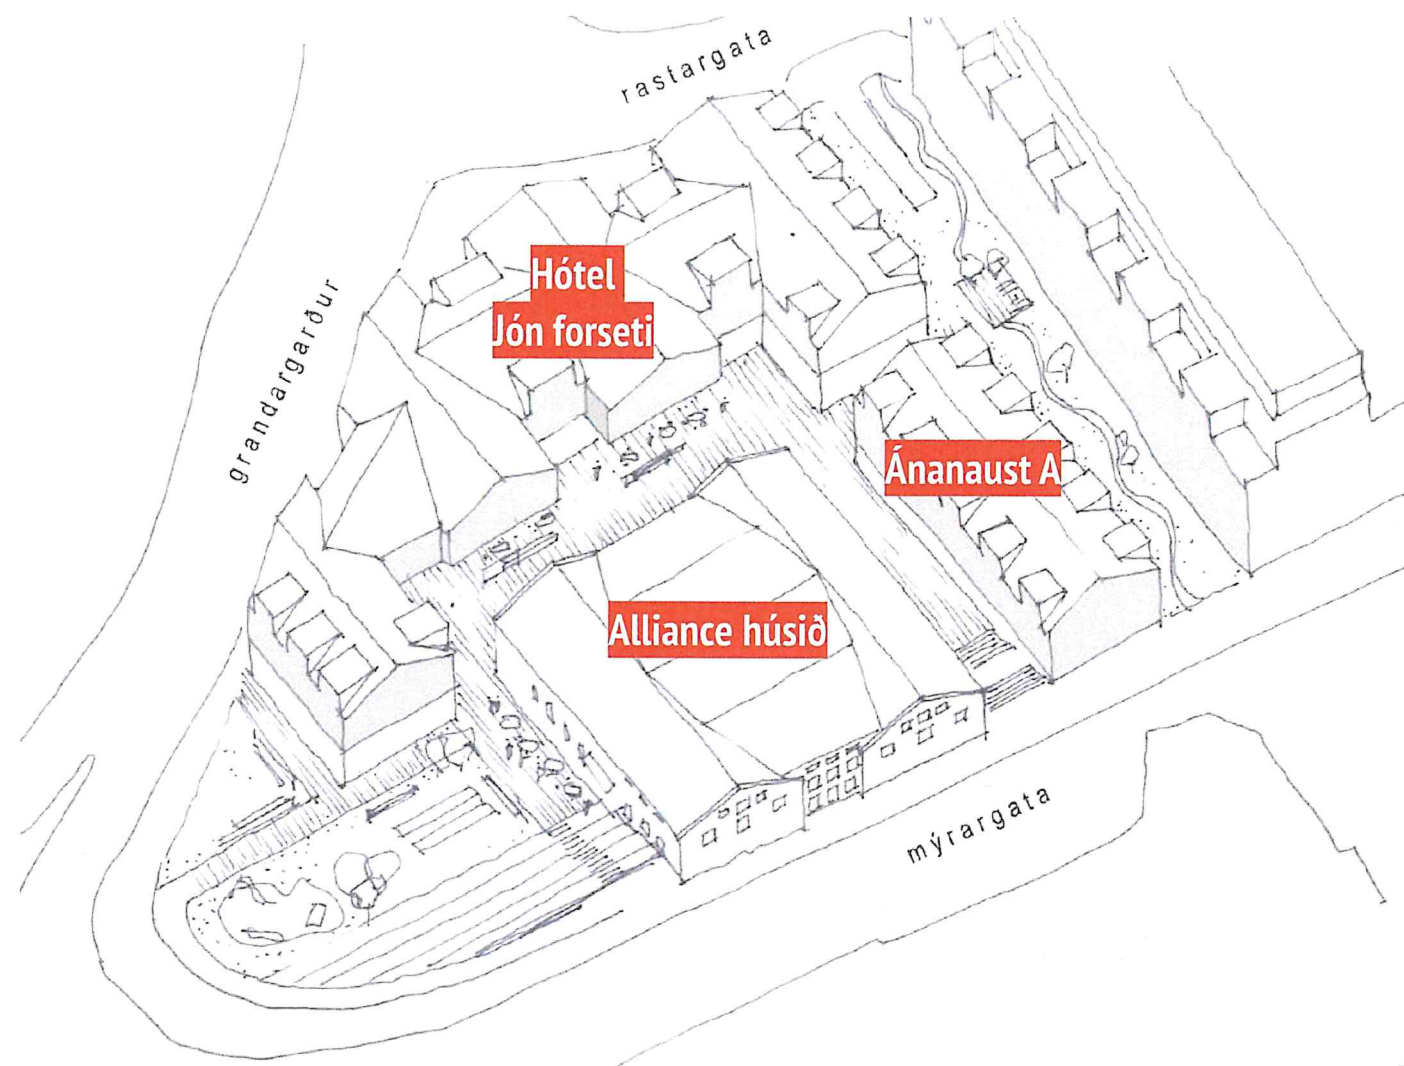 rastargata
Hótel
Jón forseti
grandargarður
Ánanaust A
Alliance húsið
mýrargata